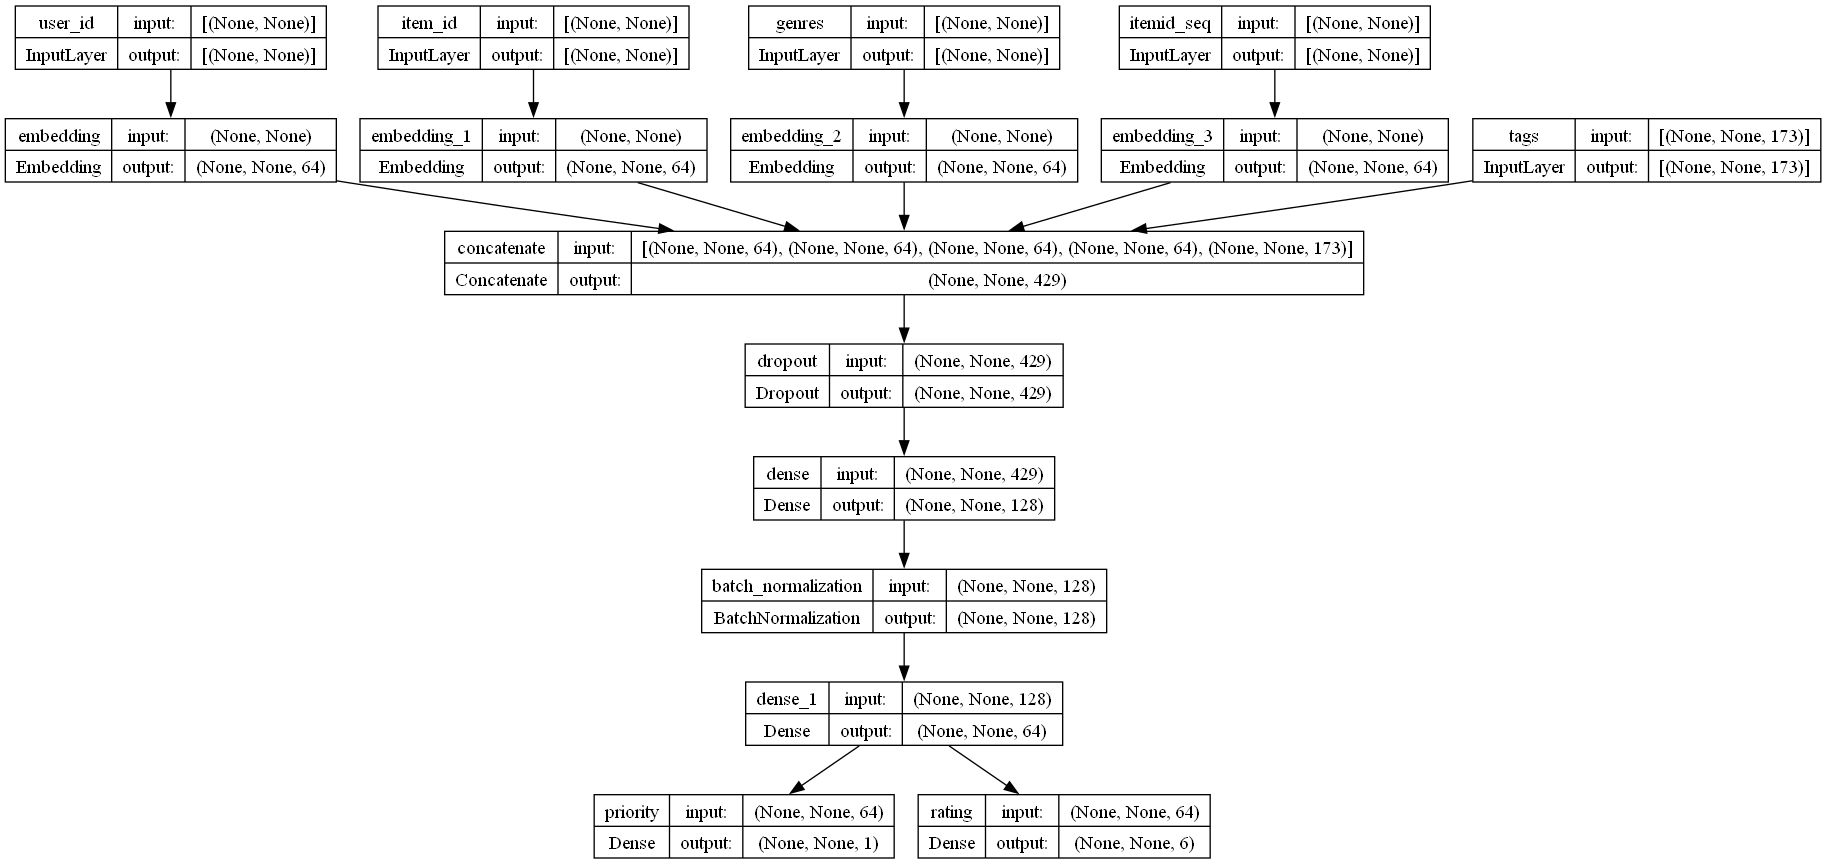 user_id input: [(None, None)]
InputLayer output: [(None, None)]
item_id input: [(None, None)]
InputLayer output: [(None, None)]
genres input: [(None, None)]
InputLayer output: [(None, None)]
itemid_seq input: [(None, None)]
InputLayer output: [(None, None)]
embedding input: (None, None)
Embedding output: (None, None, 64)
embedding_1 input: (None, None)
Embedding output: (None, None, 64)
embedding_2 input: (None, None)
Embedding output: (None, None, 64)
embedding_3 input: (None, None)
Embedding output: (None, None, 64)
tags input: [(None, None, 173)]
InputLayer output: [(None, None, 173)]
concatenate input: [(None, None, 64), (None, None, 64), (None, None, 64), (None, None, 64), (None, None, 173)]
Concatenate output: (None, None, 429)
dropout input: (None, None, 429)
Dropout output: (None, None, 429)
dense input: (None, None, 429)
Dense output: (None, None, 128)
batch_normalization input: (None, None, 128)
BatchNormalization output: (None, None, 128)
dense_1 input: (None, None, 128)
Dense output: (None, None, 64)
priority input: (None, None, 64)
Dense output: (None, None, 1)
rating input: (None, None, 64)
Dense output: (None, None, 6)